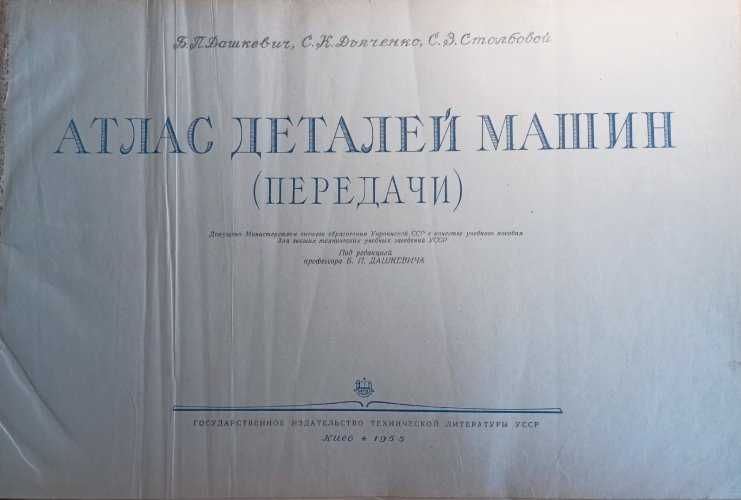 Б. П. Дашкевич, С. К. Дьяченко, С. З. Столбовой
АТЛАС ДЕТАЛЕЙ МАШИН
(ПЕРЕДАЧИ)
Допущено Министерством высшего образования Украинской ССР в качестве учебного пособия
для высших технических учебных заведений УССР
Под редакцией
профессора Б. П. ДАШКЕВИЧА
ГОСУДАРСТВЕННОЕ ИЗДАТЕЛЬСТВО ТЕХНИЧЕСКОЙ ЛИТЕРАТУРЫ УССР
Киев ✦ 1955